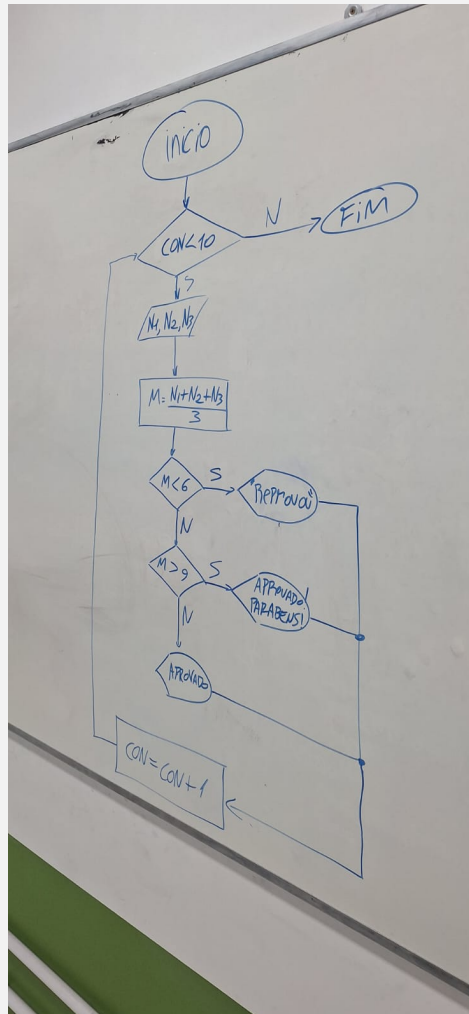 inicio
CON<10
N
FIM
S
N1, N2, N3
M=N1+N2+N3
3
M<6
S
"Reprovou"
N
M>9
S
APROVADO!
PARABENS!
N
APROVADO
CON=CON+1